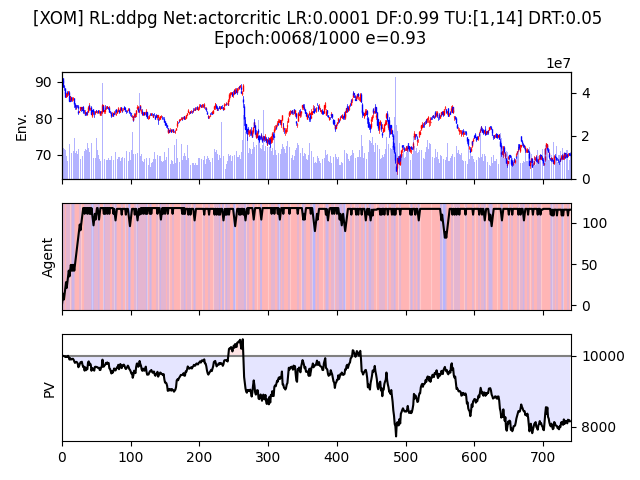 [XOM] RL:ddpg Net:actorcritic LR:0.0001 DF:0.99 TU:[1,14] DRT:0.05
Epoch:0068/1000 e=0.93
1e7
Env.
90
80
70
4
2
0
Agent
100
50
0
PV
10000
8000
0 100 200 300 400 500 600 700